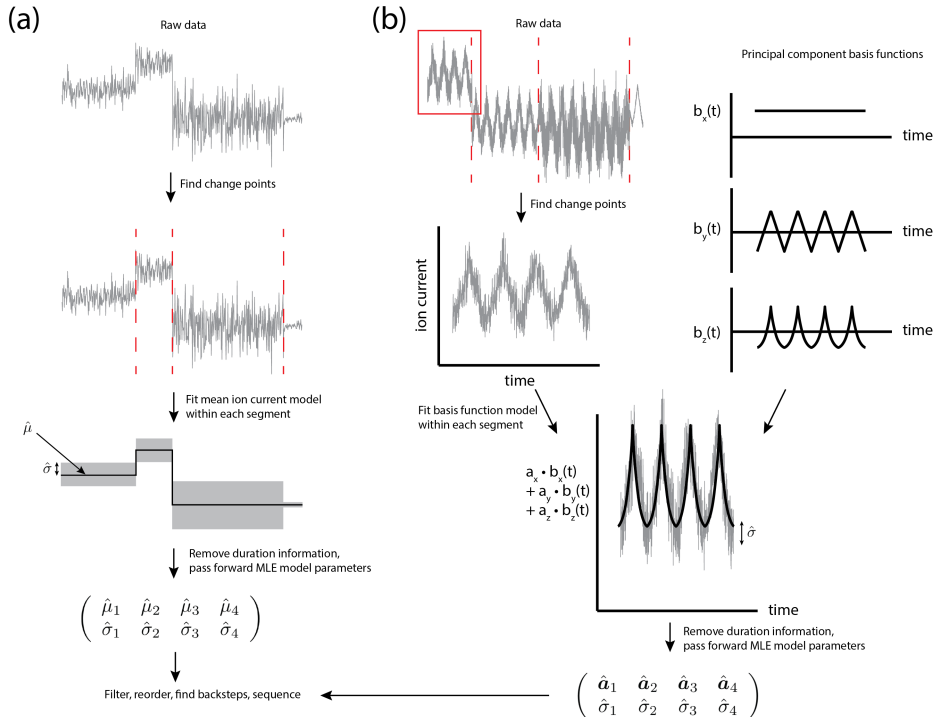 (a)
Raw data
Find change points
Fit mean ion current model
within each segment
μ̂
σ̂
Remove duration information,
pass forward MLE model parameters
( μ̂1 μ̂2 μ̂3 μ̂4
σ̂1 σ̂2 σ̂3 σ̂4 )
Filter, reorder, find backsteps, sequence
(b)
Raw data
Find change points
ion current
time
Principal component basis functions
bx(t)
time
by(t)
time
bz(t)
time
Fit basis function model
within each segment
ax • bx(t)
+ ay • by(t)
+ az • bz(t)
σ̂
time
Remove duration information,
pass forward MLE model parameters
( â1 â2 â3 â4
σ̂1 σ̂2 σ̂3 σ̂4 )